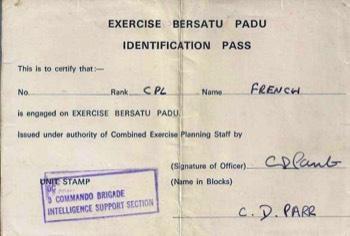 EXERCISE BERSATU PADU
IDENTIFICATION PASS
This is to certify that:—
No. Rank CPL Name FRENCH
is engaged on EXERCISE BERSATU PADU.
Issued under authority of Combined Exercise Planning Staff by
(Signature of Officer) CDParr
UNIT STAMP (Name in Blocks)
OC
3 COMMANDO BRIGADE
INTELLIGENCE SUPPORT SECTION
C. D. PARR